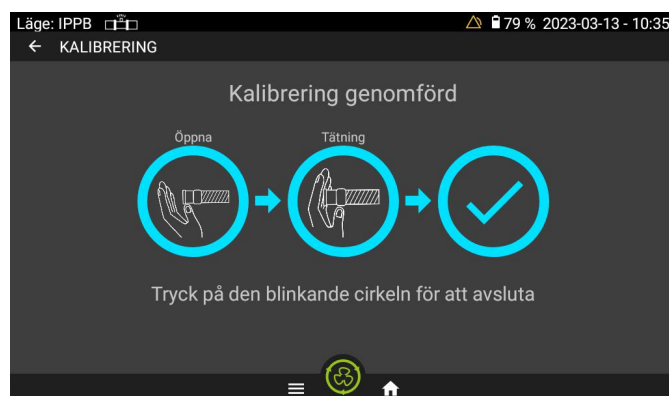 Läge: IPPB 79 % 2023-03-13 - 10:35
KALIBRERING
Kalibrering genomförd
Öppna Tätning
Tryck på den blinkande cirkeln för att avsluta